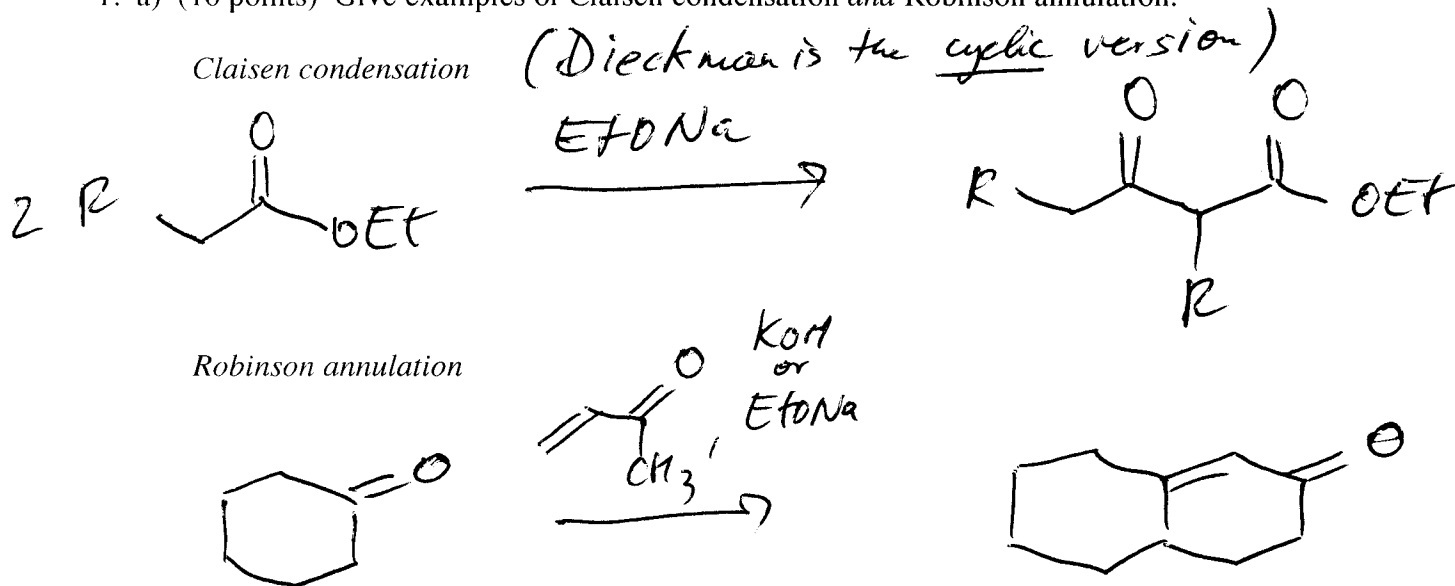 1. a) (10 points) Give examples of Claisen condensation and Robinson annulation.
Claisen condensation (Dieckman is the cyclic version)
O EtONa O O
2 R OEt R OEt
R
Robinson annulation O KOH
or
EtONa
CH3,
O O